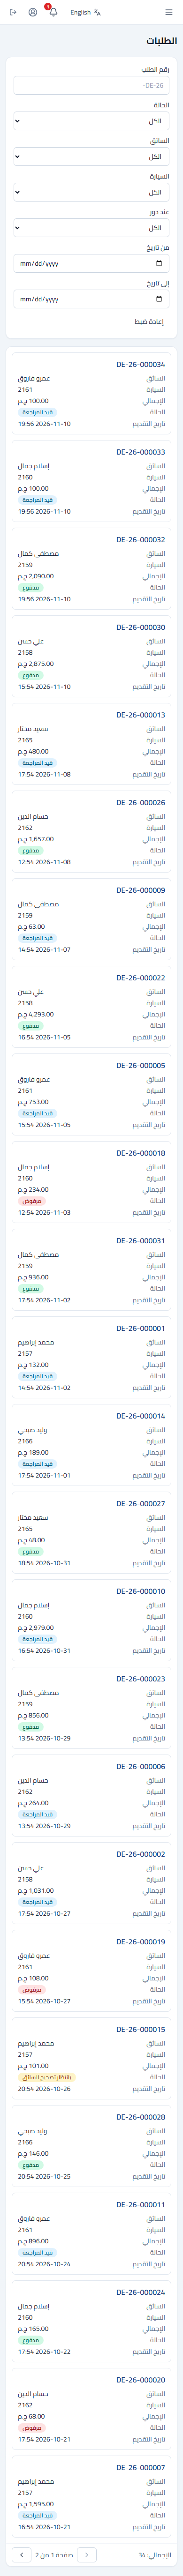 English
1
الطلبات
رقم الطلب
DE-26-
الحالة
الكل
السائق
الكل
السيارة
الكل
عند دور
الكل
من تاريخ
mm/dd/yyyy
إلى تاريخ
mm/dd/yyyy
إعادة ضبط
DE-26-000034
السائق عمرو فاروق
السيارة 2161
الإجمالي 100.00 ج.م
الحالة قيد المراجعة
تاريخ التقديم 2026-11-10 19:56
DE-26-000033
السائق إسلام جمال
السيارة 2160
الإجمالي 100.00 ج.م
الحالة قيد المراجعة
تاريخ التقديم 2026-11-10 19:56
DE-26-000032
السائق مصطفى كمال
السيارة 2159
الإجمالي 2,090.00 ج.م
الحالة مدفوع
تاريخ التقديم 2026-11-10 19:54
DE-26-000030
السائق علي حسن
السيارة 2158
الإجمالي 2,875.00 ج.م
الحالة مدفوع
تاريخ التقديم 2026-11-10 15:54
DE-26-000013
السائق سعيد مختار
السيارة 2165
الإجمالي 480.00 ج.م
الحالة قيد المراجعة
تاريخ التقديم 2026-11-08 17:54
DE-26-000026
السائق حسام الدين
السيارة 2162
الإجمالي 1,657.00 ج.م
الحالة مدفوع
تاريخ التقديم 2026-11-08 12:54
DE-26-000009
السائق مصطفى كمال
السيارة 2159
الإجمالي 63.00 ج.م
الحالة قيد المراجعة
تاريخ التقديم 2026-11-07 14:54
DE-26-000022
السائق علي حسن
السيارة 2158
الإجمالي 4,293.00 ج.م
الحالة مدفوع
تاريخ التقديم 2026-11-05 16:54
DE-26-000005
السائق عمرو فاروق
السيارة 2161
الإجمالي 753.00 ج.م
الحالة قيد المراجعة
تاريخ التقديم 2026-11-05 15:54
DE-26-000018
السائق إسلام جمال
السيارة 2160
الإجمالي 234.00 ج.م
الحالة مرفوض
تاريخ التقديم 2026-11-03 12:54
DE-26-000031
السائق مصطفى كمال
السيارة 2159
الإجمالي 936.00 ج.م
الحالة مدفوع
تاريخ التقديم 2026-11-02 17:54
DE-26-000001
السائق محمد إبراهيم
السيارة 2157
الإجمالي 132.00 ج.م
الحالة قيد المراجعة
تاريخ التقديم 2026-11-02 14:54
DE-26-000014
السائق وليد صبحي
السيارة 2166
الإجمالي 189.00 ج.م
الحالة قيد المراجعة
تاريخ التقديم 2026-11-01 17:54
DE-26-000027
السائق سعيد مختار
السيارة 2165
الإجمالي 48.00 ج.م
الحالة مدفوع
تاريخ التقديم 2026-10-31 18:54
DE-26-000010
السائق إسلام جمال
السيارة 2160
الإجمالي 2,979.00 ج.م
الحالة قيد المراجعة
تاريخ التقديم 2026-10-31 16:54
DE-26-000023
السائق مصطفى كمال
السيارة 2159
الإجمالي 856.00 ج.م
الحالة مدفوع
تاريخ التقديم 2026-10-29 13:54
DE-26-000006
السائق حسام الدين
السيارة 2162
الإجمالي 264.00 ج.م
الحالة قيد المراجعة
تاريخ التقديم 2026-10-29 13:54
DE-26-000002
السائق علي حسن
السيارة 2158
الإجمالي 1,031.00 ج.م
الحالة قيد المراجعة
تاريخ التقديم 2026-10-27 17:54
DE-26-000019
السائق عمرو فاروق
السيارة 2161
الإجمالي 108.00 ج.م
الحالة مرفوض
تاريخ التقديم 2026-10-27 15:54
DE-26-000015
السائق محمد إبراهيم
السيارة 2157
الإجمالي 101.00 ج.م
الحالة بانتظار تصحيح السائق
تاريخ التقديم 2026-10-26 20:54
DE-26-000028
السائق وليد صبحي
السيارة 2166
الإجمالي 146.00 ج.م
الحالة مدفوع
تاريخ التقديم 2026-10-25 20:54
DE-26-000011
السائق عمرو فاروق
السيارة 2161
الإجمالي 896.00 ج.م
الحالة قيد المراجعة
تاريخ التقديم 2026-10-24 20:54
DE-26-000024
السائق إسلام جمال
السيارة 2160
الإجمالي 165.00 ج.م
الحالة مدفوع
تاريخ التقديم 2026-10-22 17:54
DE-26-000020
السائق حسام الدين
السيارة 2162
الإجمالي 68.00 ج.م
الحالة مرفوض
تاريخ التقديم 2026-10-21 17:54
DE-26-000007
السائق محمد إبراهيم
السيارة 2157
الإجمالي 1,595.00 ج.م
الحالة قيد المراجعة
تاريخ التقديم 2026-10-21 16:54
الإجمالي: 34 صفحة 1 من 2